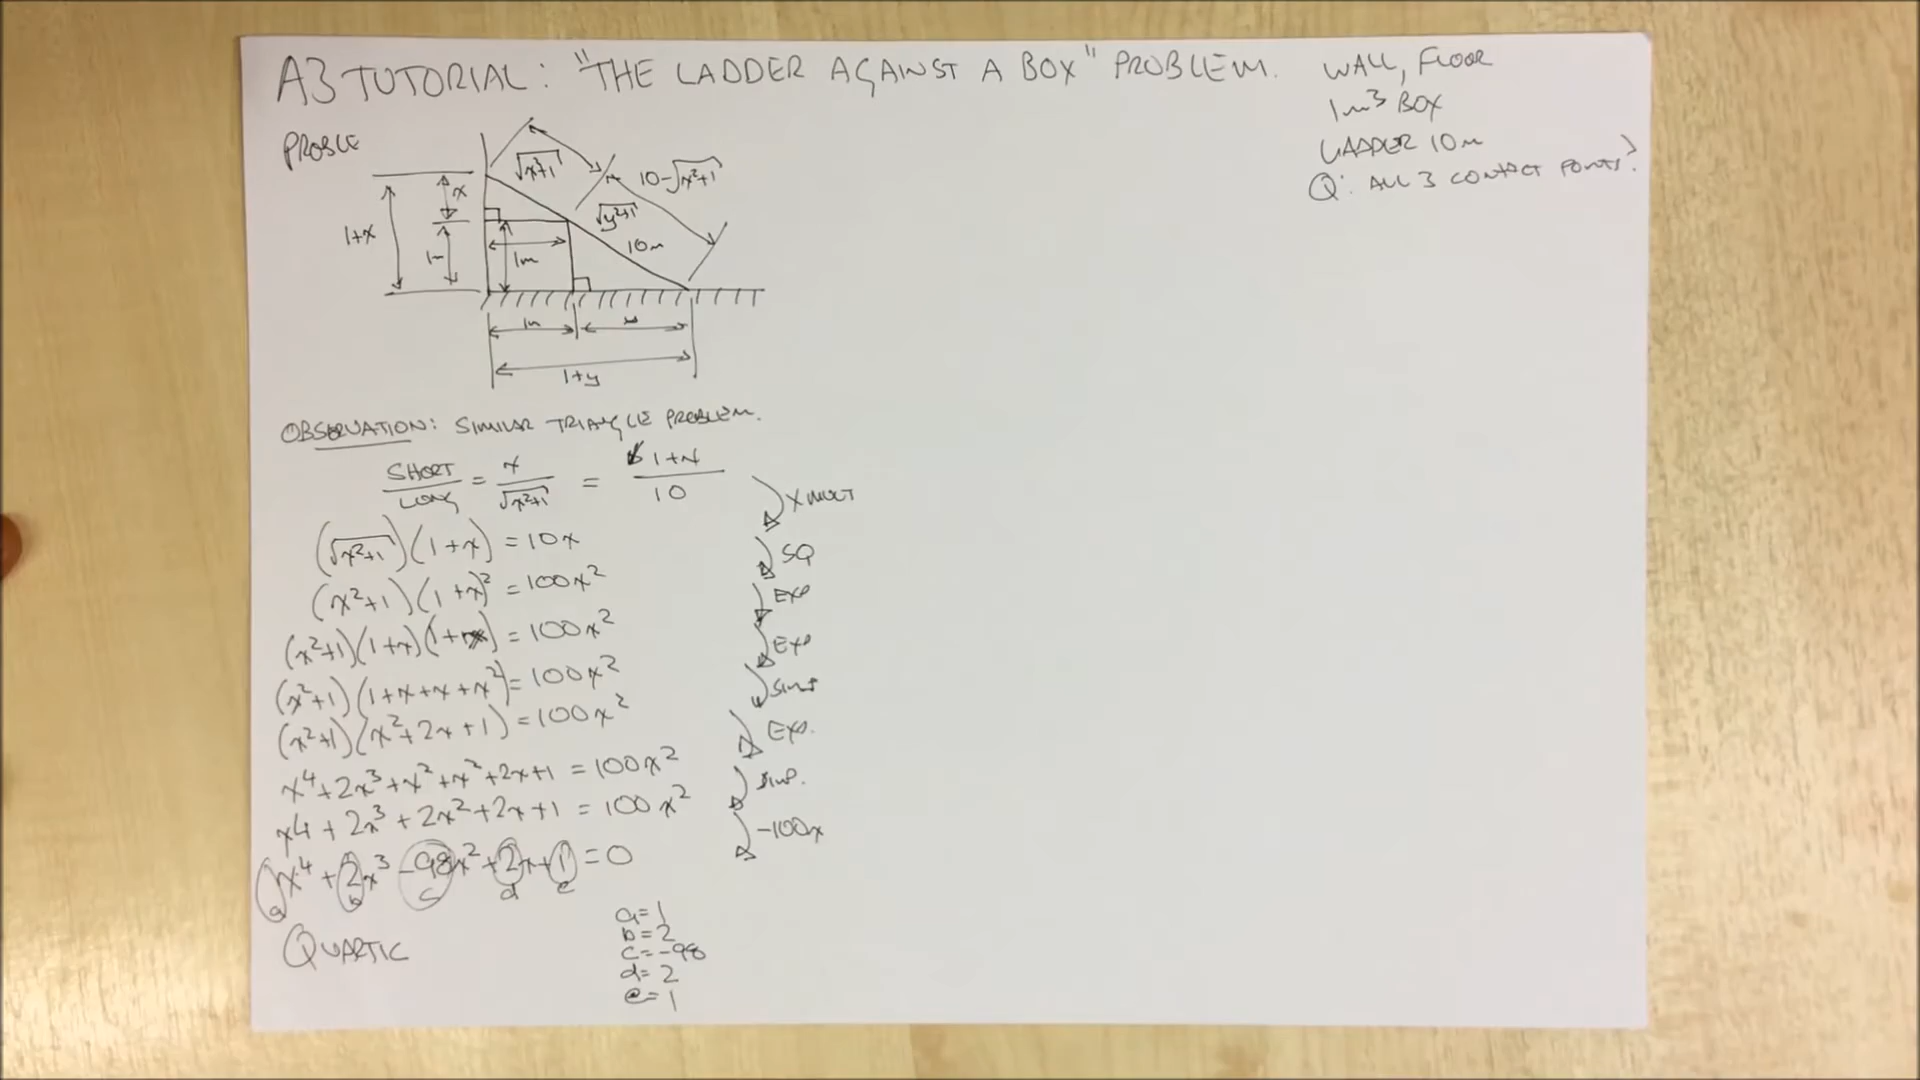 A3 TUTORIAL: "THE LADDER AGAINST A BOX" PROBLEM.
WALL, FLOOR
1m³ BOX
LADDER 10m
Q: ALL 3 CONTACT POINTS?
PROBLE
√x²+1
10-√x²+1
x
1+x
√y²+1
1m
1m
10m
1m
1+y
OBSERVATION: SIMILAR TRIANGLE PROBLEM.
SHORT/LONG = x/√x²+1 = 1+x/10
X MULT
(√x²+1)(1+x) = 10x
SQ
(x²+1)(1+x)² = 100x²
EXP
(x²+1)(1+x)(1+x) = 100x²
EXP
(x²+1)(1+x+x+x²) = 100x²
SIMP
(x²+1)(x²+2x+1) = 100x²
EXP.
x⁴+2x³+x²+x²+2x+1 = 100x²
SIMP.
x4+2x³+2x²+2x+1 = 100x²
-100x
x⁴+2x³-98x²+2x+1=0
a b c d e
QUARTIC
a=1
b=2
c=-98
d=2
e=1